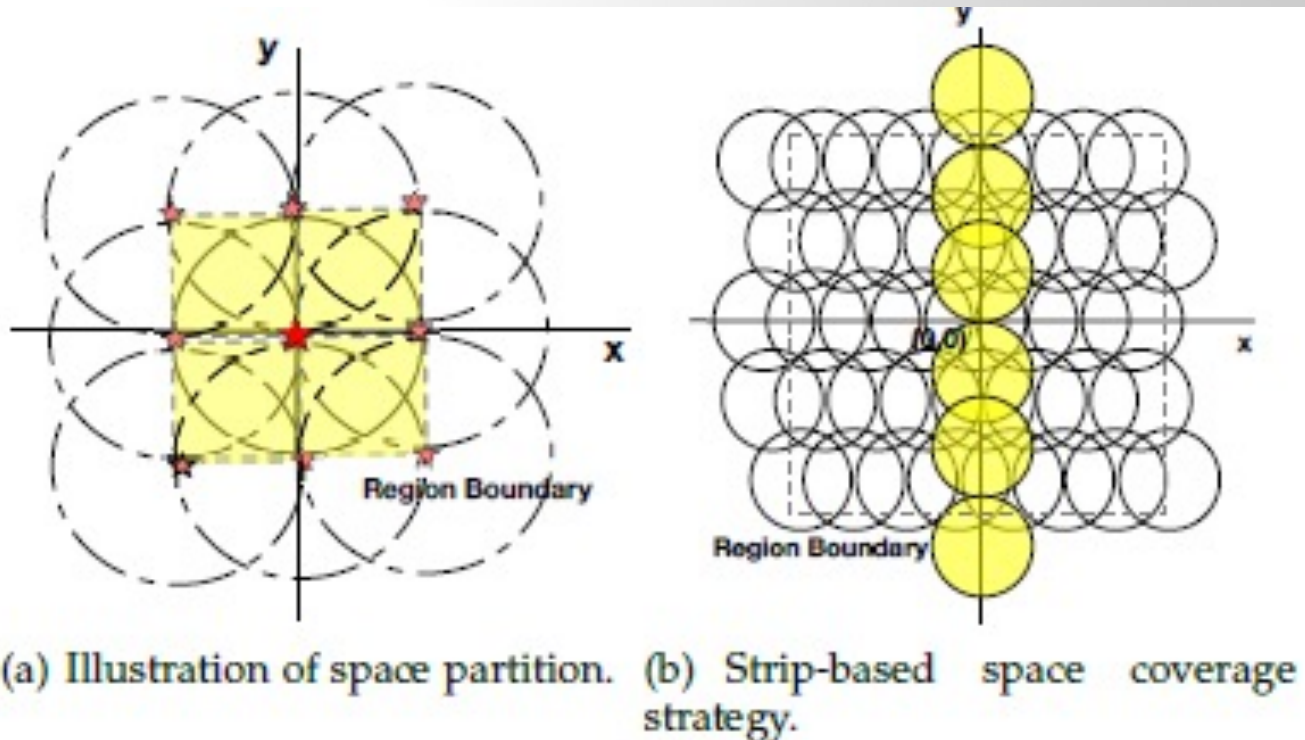 y
x
Region Boundary
y
(0,0)
x
Region Boundary
(a) Illustration of space partition.
(b) Strip-based space coverage
strategy.